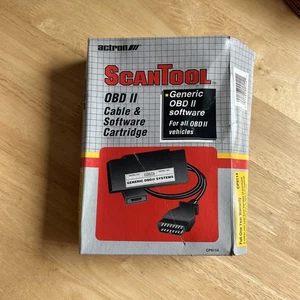 actron
SCANTOOL
OBD II
Cable &
Software
Cartridge
Generic
OBD II
software
For all OBD II
vehicles
GENERIC OBDII SYSTEMS